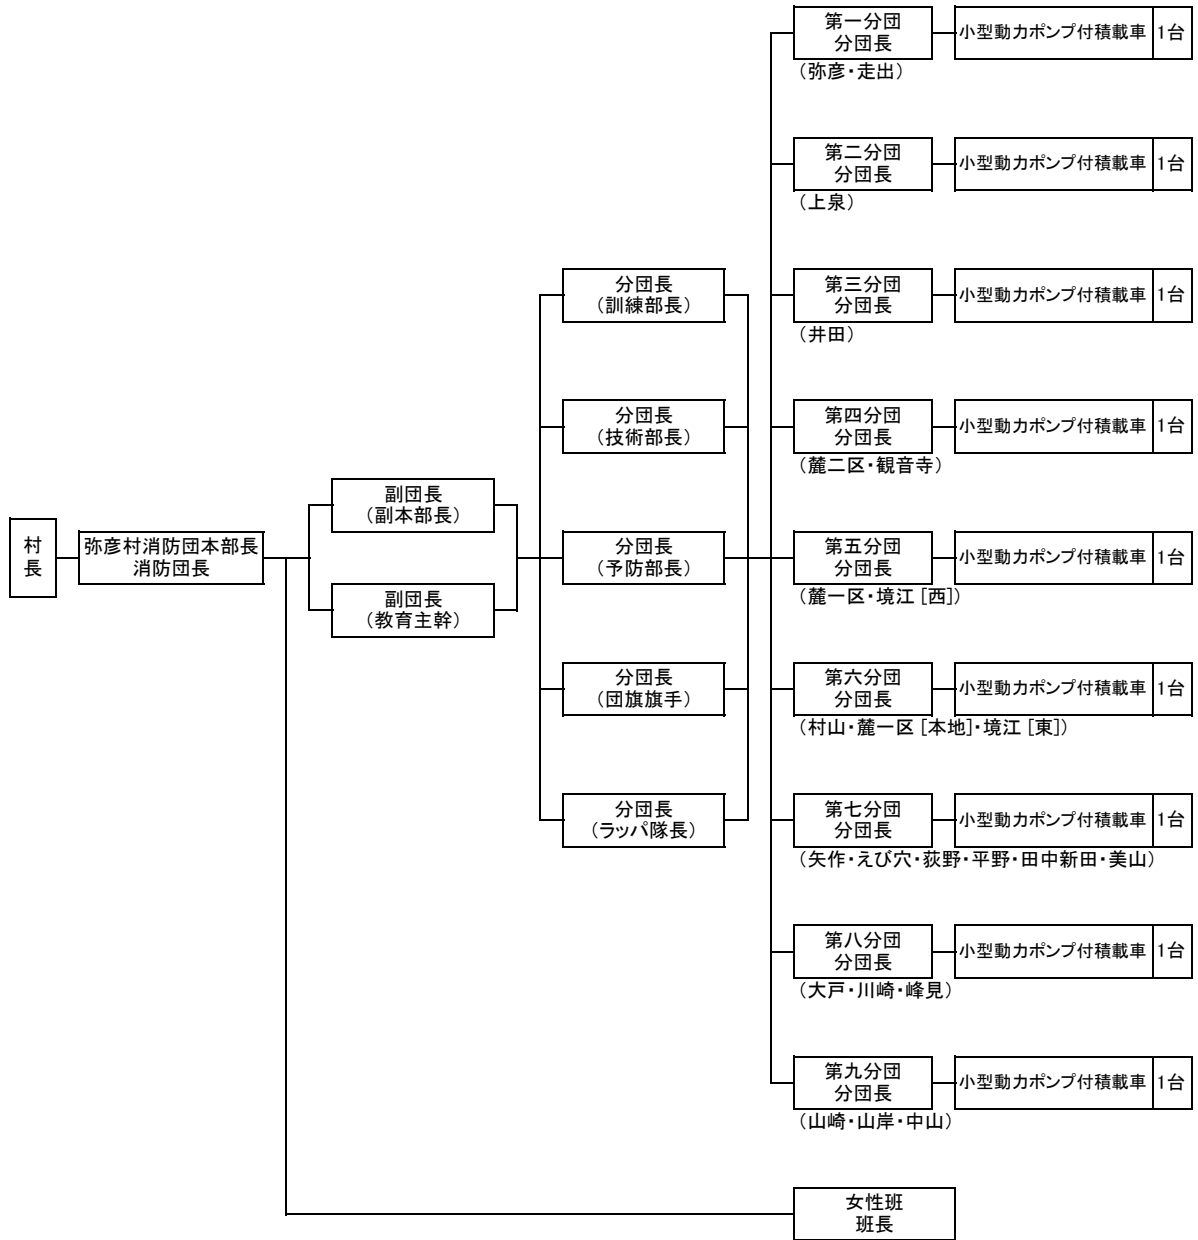 村
長
弥彦村消防団本部長
消防団長
副団長
（副本部長）
副団長
（教育主幹）
分団長
（訓練部長）
分団長
（技術部長）
分団長
（予防部長）
分団長
（団旗旗手）
分団長
（ラッパ隊長）
第一分団
分団長
小型動力ポンプ付積載車 1台
（弥彦・走出）
第二分団
分団長
小型動力ポンプ付積載車 1台
（上泉）
第三分団
分団長
小型動力ポンプ付積載車 1台
（井田）
第四分団
分団長
小型動力ポンプ付積載車 1台
（麓二区・観音寺）
第五分団
分団長
小型動力ポンプ付積載車 1台
（麓一区・境江［西］）
第六分団
分団長
小型動力ポンプ付積載車 1台
（村山・麓一区［本地］・境江［東］）
第七分団
分団長
小型動力ポンプ付積載車 1台
（矢作・えび穴・荻野・平野・田中新田・美山）
第八分団
分団長
小型動力ポンプ付積載車 1台
（大戸・川崎・峰見）
第九分団
分団長
小型動力ポンプ付積載車 1台
（山崎・山岸・中山）
女性班
班長